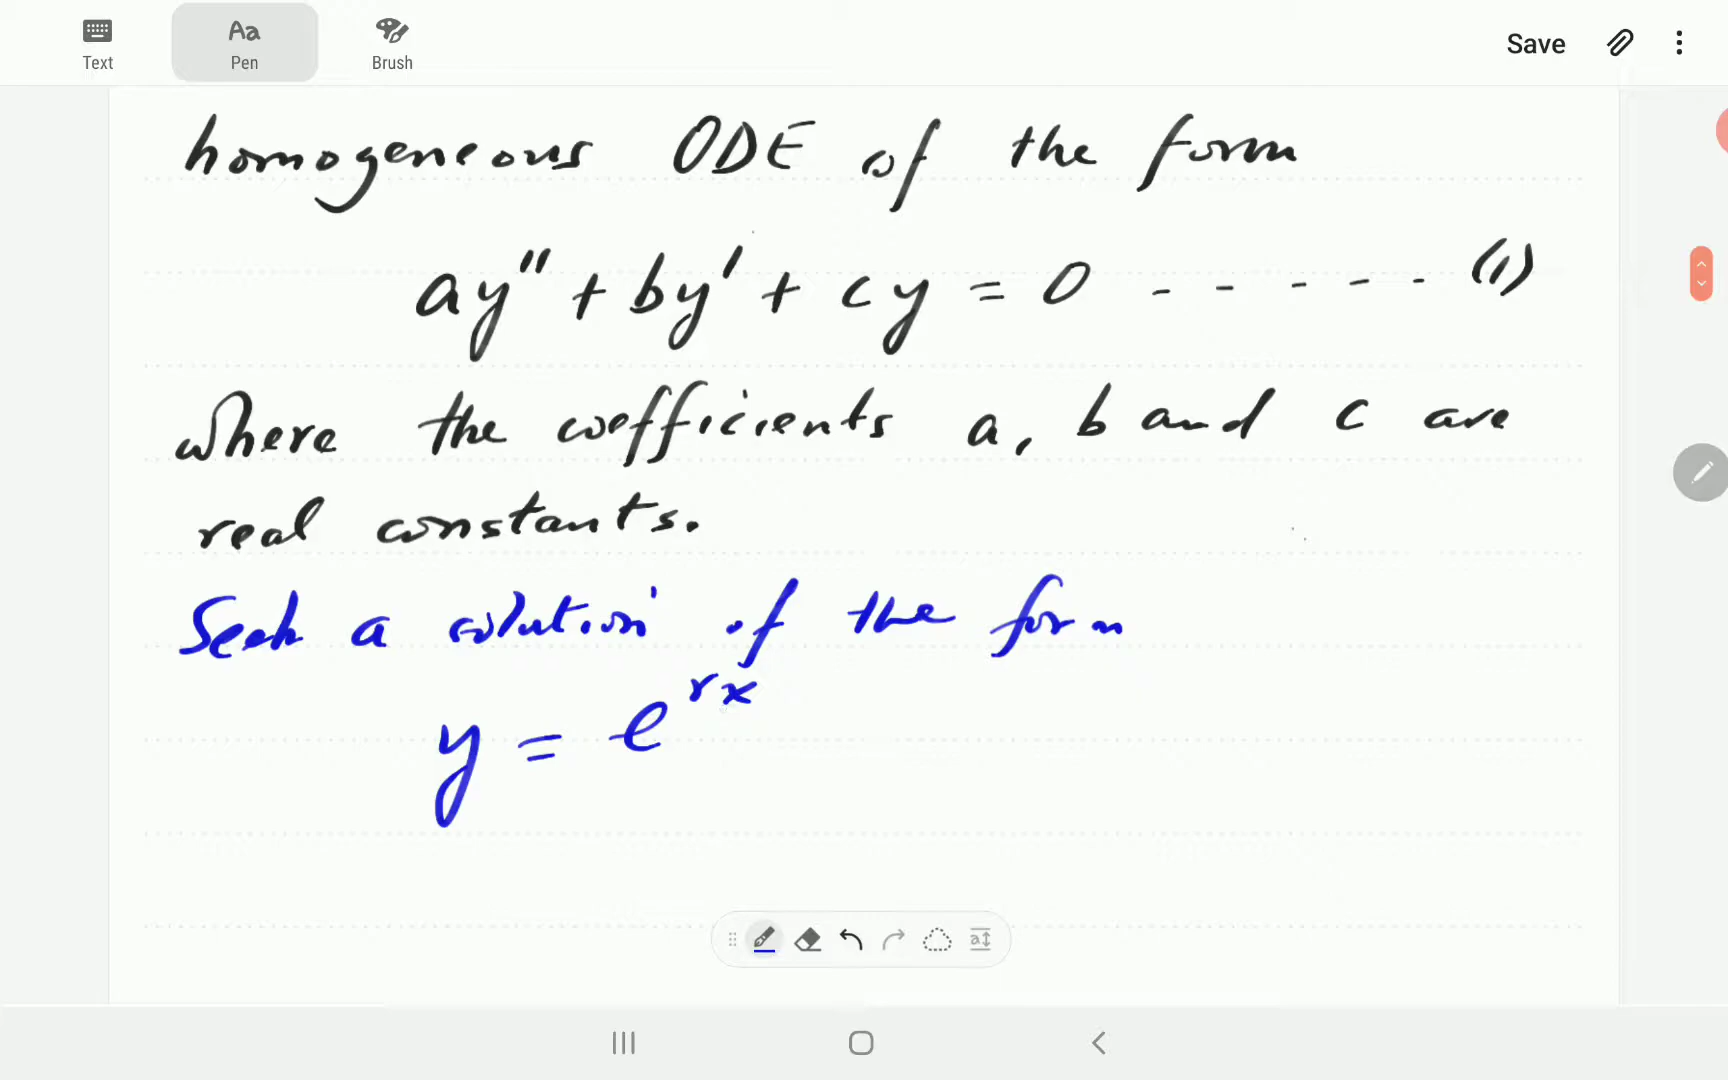 Text Pen Brush Save
Aa
homogeneous ODE of the form
ay" + by' + cy = 0 - - - - - (1)
where the coefficients a, b and c are
real constants.
Seek a solution of the form
y = e^rx